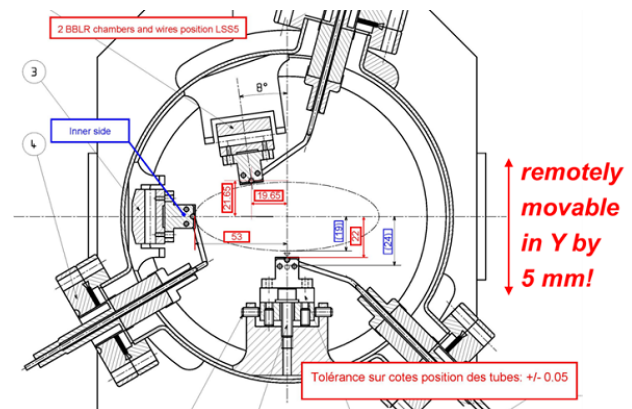 2 BBLR chambers and wires position LSS5
3
8°
Inner side
4
21.65
19.65
53
[19]
22
[24]
remotely
movable
in Y by
5 mm!
Tolérance sur cotes position des tubes: +/- 0.05